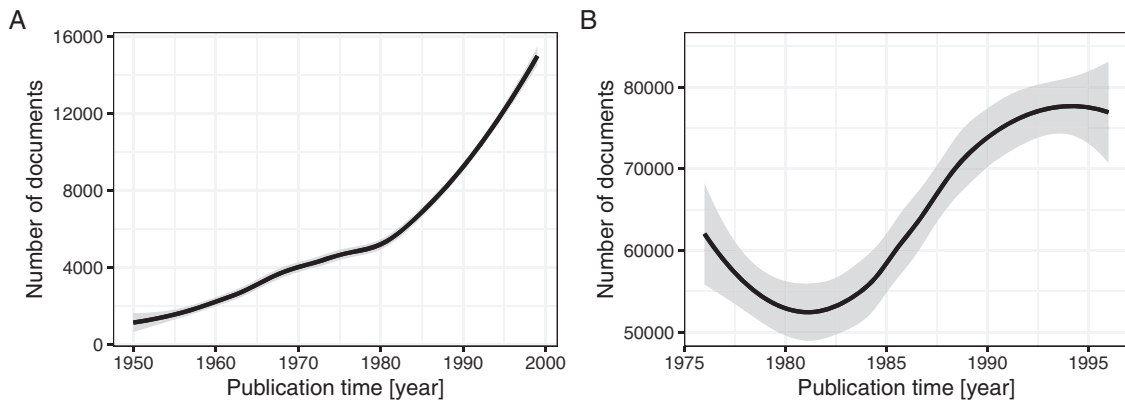 A
Number of documents
16000
12000
8000
4000
0
1950 1960 1970 1980 1990 2000
Publication time [year]
B
Number of documents
80000
70000
60000
50000
1975 1980 1985 1990 1995
Publication time [year]